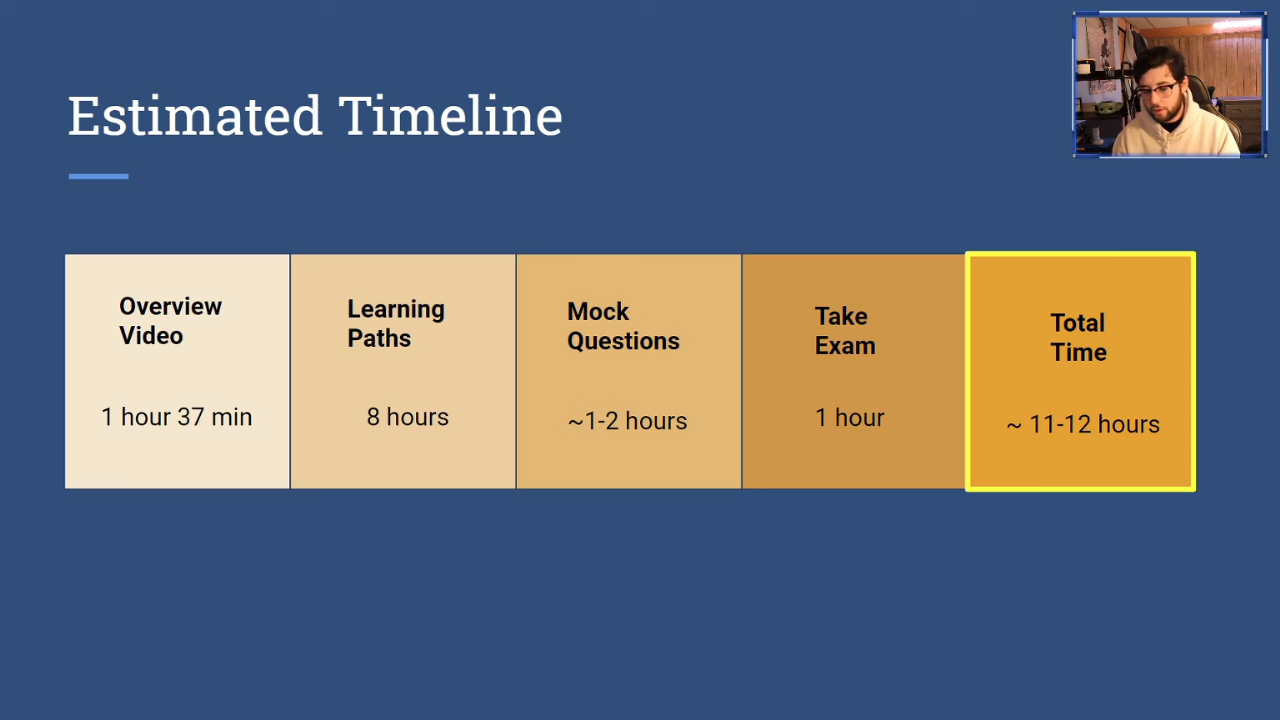 Estimated Timeline
Overview
Video
1 hour 37 min
Learning
Paths
8 hours
Mock
Questions
~1-2 hours
Take
Exam
1 hour
Total
Time
~ 11-12 hours